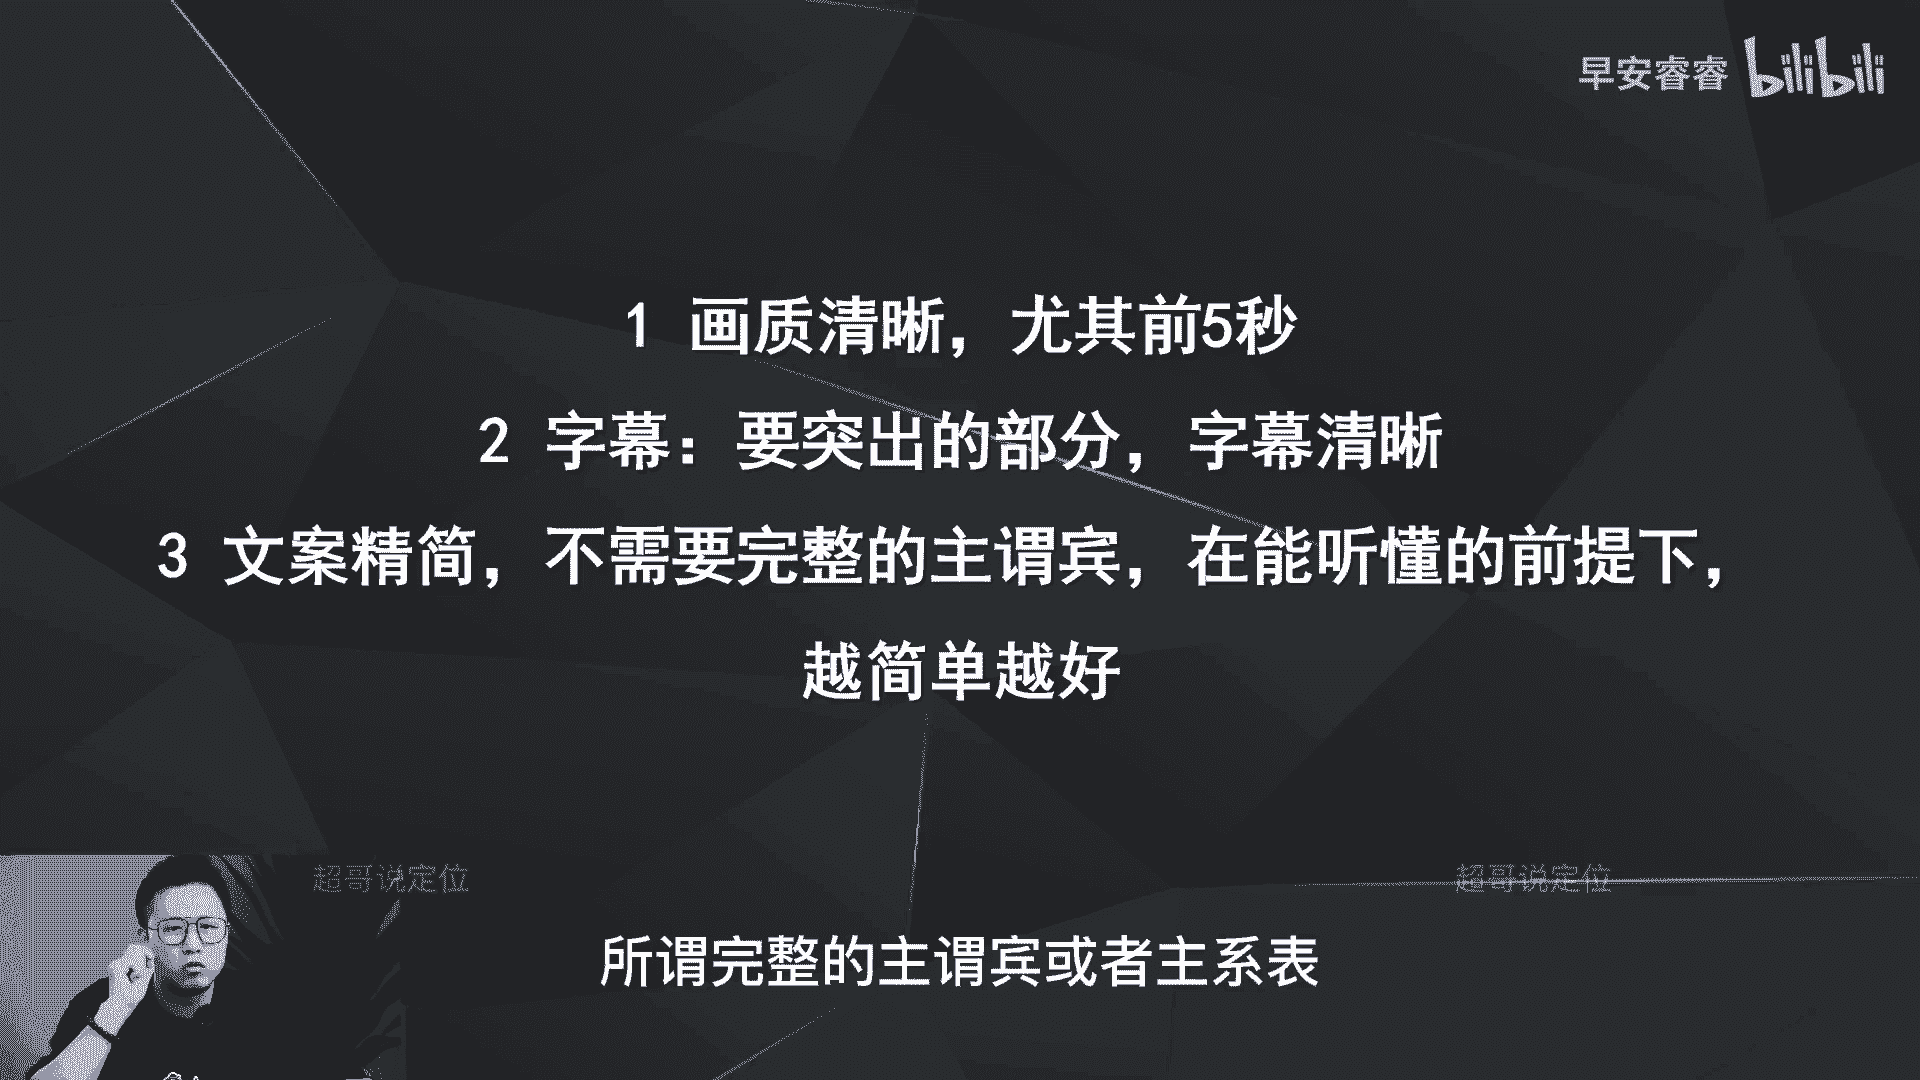 早安睿睿 bilibili
1 画质清晰，尤其前5秒
2 字幕：要突出的部分，字幕清晰
3 文案精简，不需要完整的主谓宾，在能听懂的前提下，
越简单越好
超哥说定位
超哥说定位
所谓完整的主谓宾或者主系表